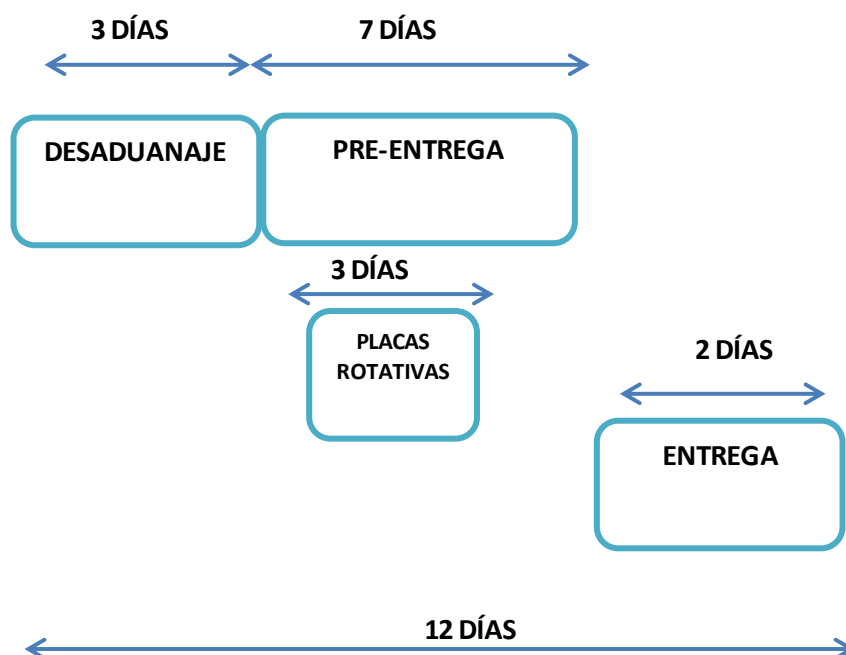 3 DÍAS
7 DÍAS
DESADUANAJE
PRE-ENTREGA
3 DÍAS
PLACAS
ROTATIVAS
2 DÍAS
ENTREGA
12 DÍAS